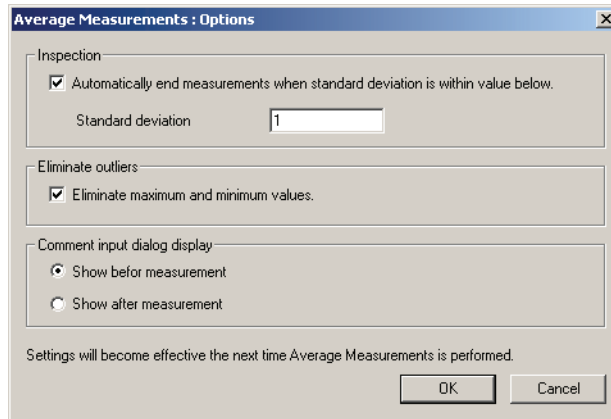 Average Measurements : Options
Inspection
Automatically end measurements when standard deviation is within value below.
Standard deviation 1
Eliminate outliers
Eliminate maximum and minimum values.
Comment input dialog display
Show befor measurement
Show after measurement
Settings will become effective the next time Average Measurements is performed.
OK Cancel